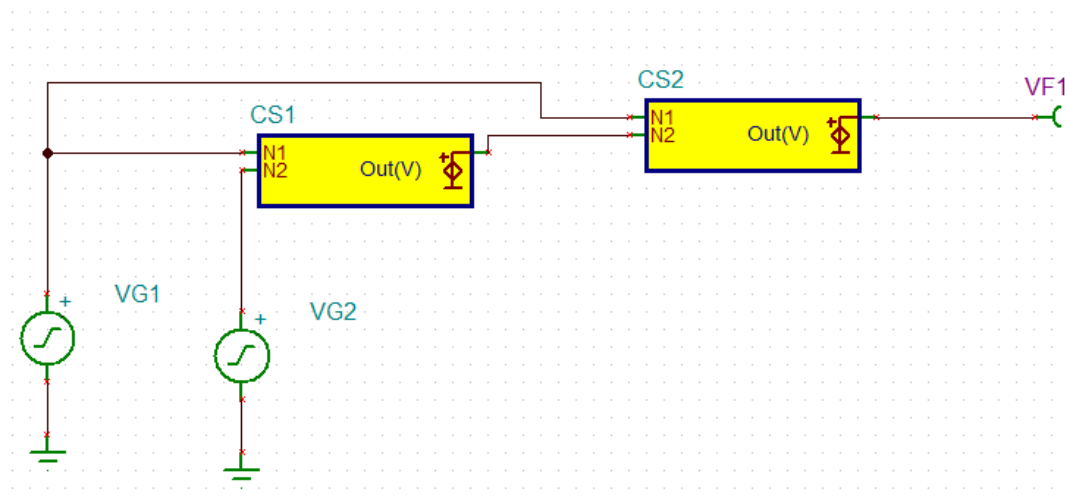 CS2
VF1
N1
N2
Out(V)
+
CS1
N1
N2
Out(V)
+
VG1
+
VG2
+